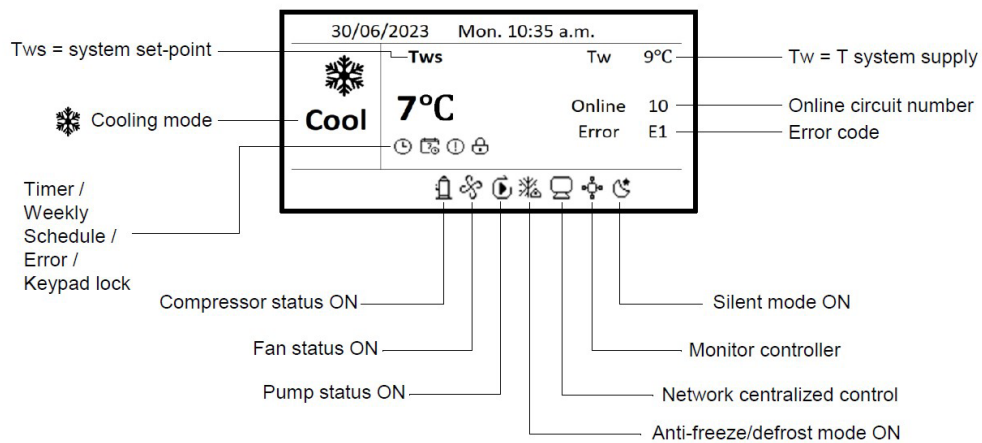 30/06/2023 Mon. 10:35 a.m.
Tws = system set-point
Tws
Tw 9°C
Tw = T system supply
Cooling mode
Cool
7°C
Online 10
Online circuit number
Error E1
Error code
Timer /
Weekly
Schedule /
Error /
Keypad lock
Compressor status ON
Silent mode ON
Fan status ON
Monitor controller
Pump status ON
Network centralized control
Anti-freeze/defrost mode ON